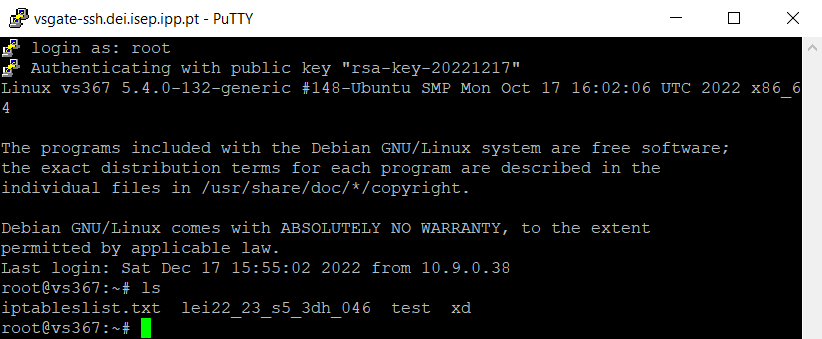 vsgate-ssh.dei.isep.ipp.pt - PuTTY
login as: root
Authenticating with public key "rsa-key-20221217"
Linux vs367 5.4.0-132-generic #148-Ubuntu SMP Mon Oct 17 16:02:06 UTC 2022 x86_6
4
The programs included with the Debian GNU/Linux system are free software;
the exact distribution terms for each program are described in the
individual files in /usr/share/doc/*/copyright.
Debian GNU/Linux comes with ABSOLUTELY NO WARRANTY, to the extent
permitted by applicable law.
Last login: Sat Dec 17 15:55:02 2022 from 10.9.0.38
root@vs367:~# ls
iptableslist.txt  lei22_23_s5_3dh_046  test  xd
root@vs367:~#